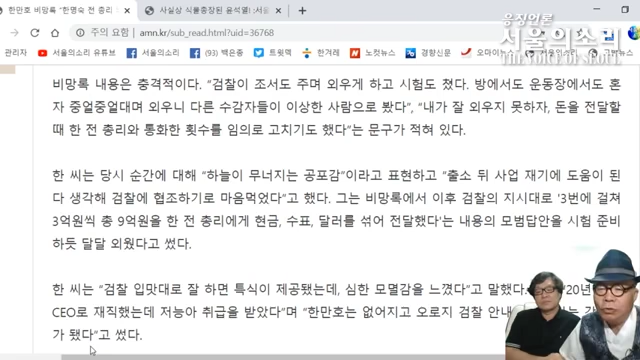 한만호 비망록 "한명숙 전 총리
사실상 식물총장된 윤석열! :서울
응징언론
서울의소리
THE VOICE OF SEOUL
주의 요함
amn.kr/sub_read.html?uid=36768
서울의소리 유튜브
서울의소리
(93) 백은종
트윗픽
한겨레
노컷뉴스
경향신문
오마이
비망록 내용은 충격적이다. "검찰이 조서도 주며 외우게 하고 시험도 쳤다. 방에서도 운동장에서도 혼
자 중얼중얼대며 외우니 다른 수감자들이 이상한 사람으로 봤다", "내가 잘 외우지 못하자, 돈을 전달할
때 한 전 총리와 통화한 횟수를 임의로 고치기도 했다"는 문구가 적혀 있다.
한 씨는 당시 순간에 대해 "하늘이 무너지는 공포감"이라고 표현하고 "출소 뒤 사업 재기에 도움이 된
다 생각해 검찰에 협조하기로 마음먹었다"고 했다. 그는 비망록에서 이후 검찰의 지시대로 '3번에 걸쳐
3억원씩 총 9억원을 한 전 총리에게 현금, 수표, 달러를 섞어 전달했다'는 내용의 모범답안을 시험 준비
하듯 달달 외웠다고 썼다.
한 씨는 "검찰 입맛대로 잘 하면 특식이 제공됐는데, 심한 모멸감을 느꼈다"고 말했다. "20년
CEO로 재직했는데 저능아 취급을 받았다"며 "한만호는 없어지고 오로지 검찰 안내
가 됐다"고 썼다.